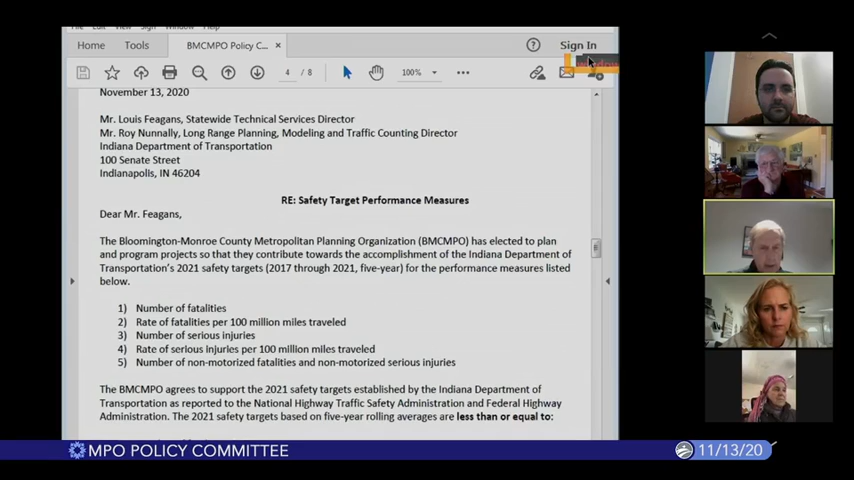 Home Tools BMCMPO Policy C... × Sign In
4 / 8 100%
November 13, 2020
Mr. Louis Feagans, Statewide Technical Services Director
Mr. Roy Nunnally, Long Range Planning, Modeling and Traffic Counting Director
Indiana Department of Transportation
100 Senate Street
Indianapolis, IN 46204
RE: Safety Target Performance Measures
Dear Mr. Feagans,
The Bloomington-Monroe County Metropolitan Planning Organization (BMCMPO) has elected to plan
and program projects so that they contribute towards the accomplishment of the Indiana Department of
Transportation's 2021 safety targets (2017 through 2021, five-year) for the performance measures listed
below.
1) Number of fatalities
2) Rate of fatalities per 100 million miles traveled
3) Number of serious injuries
4) Rate of serious injuries per 100 million miles traveled
5) Number of non-motorized fatalities and non-motorized serious injuries
The BMCMPO agrees to support the 2021 safety targets established by the Indiana Department of
Transportation as reported to the National Highway Traffic Safety Administration and Federal Highway
Administration. The 2021 safety targets based on five-year rolling averages are less than or equal to:
MPO POLICY COMMITTEE 11/13/20